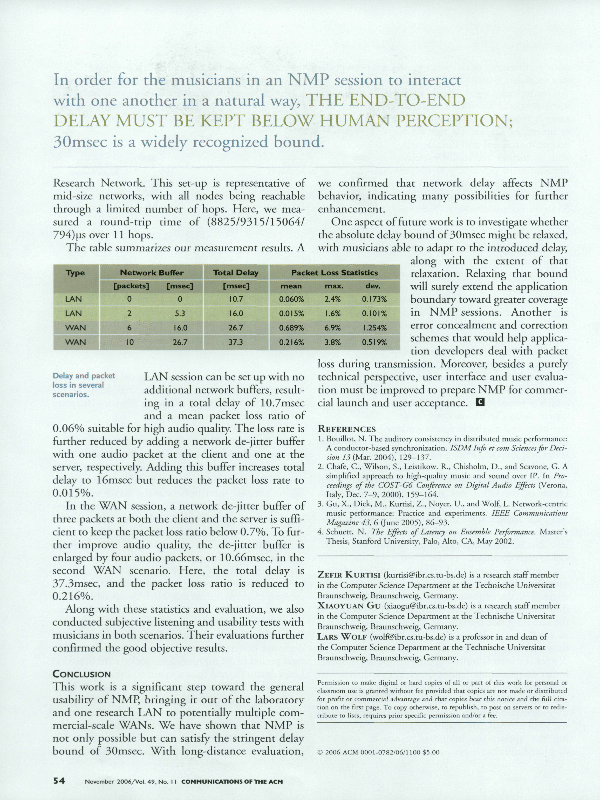 In order for the musicians in an NMP session to interact
with one another in a natural way, THE END-TO-END
DELAY MUST BE KEPT BELOW HUMAN PERCEPTION;
30msec is a widely recognized bound.
Research Network. This set-up is representative of
mid-size networks, with all nodes being reachable
through a limited number of hops. Here, we mea-
sured a round-trip time of (8825/9315/15064/
794)μs over 11 hops.
The table summarizes our measurement results. A
Type Network Buffer Total Delay Packet Loss Statistics
[packets] [msec] [msec] mean max. dev.
LAN 0 0 10.7 0.060% 2.4% 0.173%
LAN 2 5.3 16.0 0.015% 1.6% 0.101%
WAN 6 16.0 26.7 0.689% 6.9% 1.254%
WAN 10 26.7 37.3 0.216% 3.8% 0.519%
Delay and packet
loss in several
scenarios.
LAN session can be set up with no
additional network buffers, result-
ing in a total delay of 10.7msec
and a mean packet loss ratio of
0.06% suitable for high audio quality. The loss rate is
further reduced by adding a network de-jitter buffer
with one audio packet at the client and one at the
server, respectively. Adding this buffer increases total
delay to 16msec but reduces the packet loss rate to
0.015%.
In the WAN session, a network de-jitter buffer of
three packets at both the client and the server is suffi-
cient to keep the packet loss ratio below 0.7%. To fur-
ther improve audio quality, the de-jitter buffer is
enlarged by four audio packets, or 10.66msec, in the
second WAN scenario. Here, the total delay is
37.3msec, and the packet loss ratio is reduced to
0.216%.
Along with these statistics and evaluation, we also
conducted subjective listening and usability tests with
musicians in both scenarios. Their evaluations further
confirmed the good objective results.
CONCLUSION
This work is a significant step toward the general
usability of NMP, bringing it out of the laboratory
and one research LAN to potentially multiple com-
mercial-scale WANs. We have shown that NMP is
not only possible but can satisfy the stringent delay
bound of 30msec. With long-distance evaluation,
we confirmed that network delay affects NMP
behavior, indicating many possibilities for further
enhancement.
One aspect of future work is to investigate whether
the absolute delay bound of 30msec might be relaxed,
with musicians able to adapt to the introduced delay,
along with the extent of that
relaxation. Relaxing that bound
will surely extend the application
boundary toward greater coverage
in NMP sessions. Another is
error concealment and correction
schemes that would help applica-
tion developers deal with packet
loss during transmission. Moreover, besides a purely
technical perspective, user interface and user evalua-
tion must be improved to prepare NMP for commer-
cial launch and user acceptance. C
REFERENCES
1. Bouillot, N. The auditory consistency in distributed music performance:
A conductor-based synchronization. ISDM Info et com Sciences for Deci-
sion 13 (Mar. 2004), 129–137.
2. Chafe, C., Wilson, S., Leistikow, R., Chisholm, D., and Scavone, G. A
simplified approach to high-quality music and sound over IP. In Pro-
ceedings of the COST-G6 Conference on Digital Audio Effects (Verona,
Italy, Dec. 7–9, 2000), 159–164.
3. Gu, X., Dick, M., Kurtisi, Z., Noyer, U., and Wolf, L. Network-centric
music performance: Practice and experiments. IEEE Communications
Magazine 43, 6 (June 2005), 86–93.
4. Schuett, N. The Effects of Latency on Ensemble Performance. Master's
Thesis, Stanford University, Palo, Alto, CA, May 2002.
ZEFIR KURTISI (kurtisi@ibr.cs.tu-bs.de) is a research staff member
in the Computer Science Department at the Technische Universitat
Braunschweig, Braunschweig, Germany.
XIAOYUAN GU (xiaogu@ibr.cs.tu-bs.de) is a research staff member
in the Computer Science Department at the Technische Universitat
Braunschweig, Braunschweig, Germany.
LARS WOLF (wolf@ibr.cs.tu-bs.de) is a professor in and dean of
the Computer Science Department at the Technische Universitat
Braunschweig, Braunschweig, Germany.
Permission to make digital or hard copies of all or part of this work for personal or
classroom use is granted without fee provided that copies are not made or distributed
for profit or commercial advantage and that copies bear this notice and the full cita-
tion on the first page. To copy otherwise, to republish, to post on servers or to redis-
tribute to lists, requires prior specific permission and/or a fee.
© 2006 ACM 0001-0782/06/1100 $5.00
54 November 2006/Vol. 49, No. 11 COMMUNICATIONS OF THE ACM